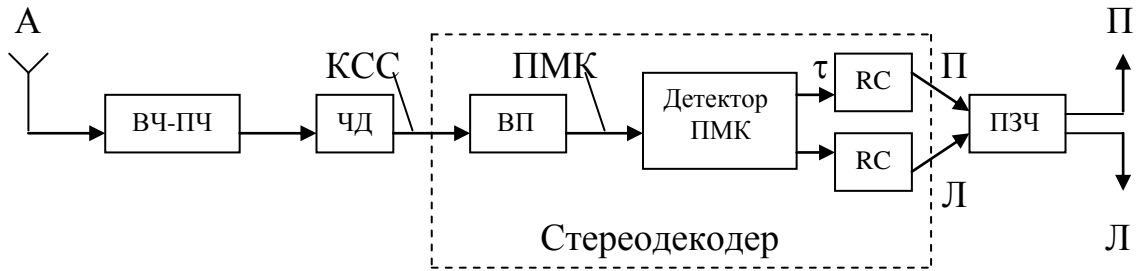 А
П
КСС
ПМК
τ
RC
П
ВЧ-ПЧ
ЧД
ВП
Детектор
ПМК
ПЗЧ
RC
Л
Стереодекодер
Л